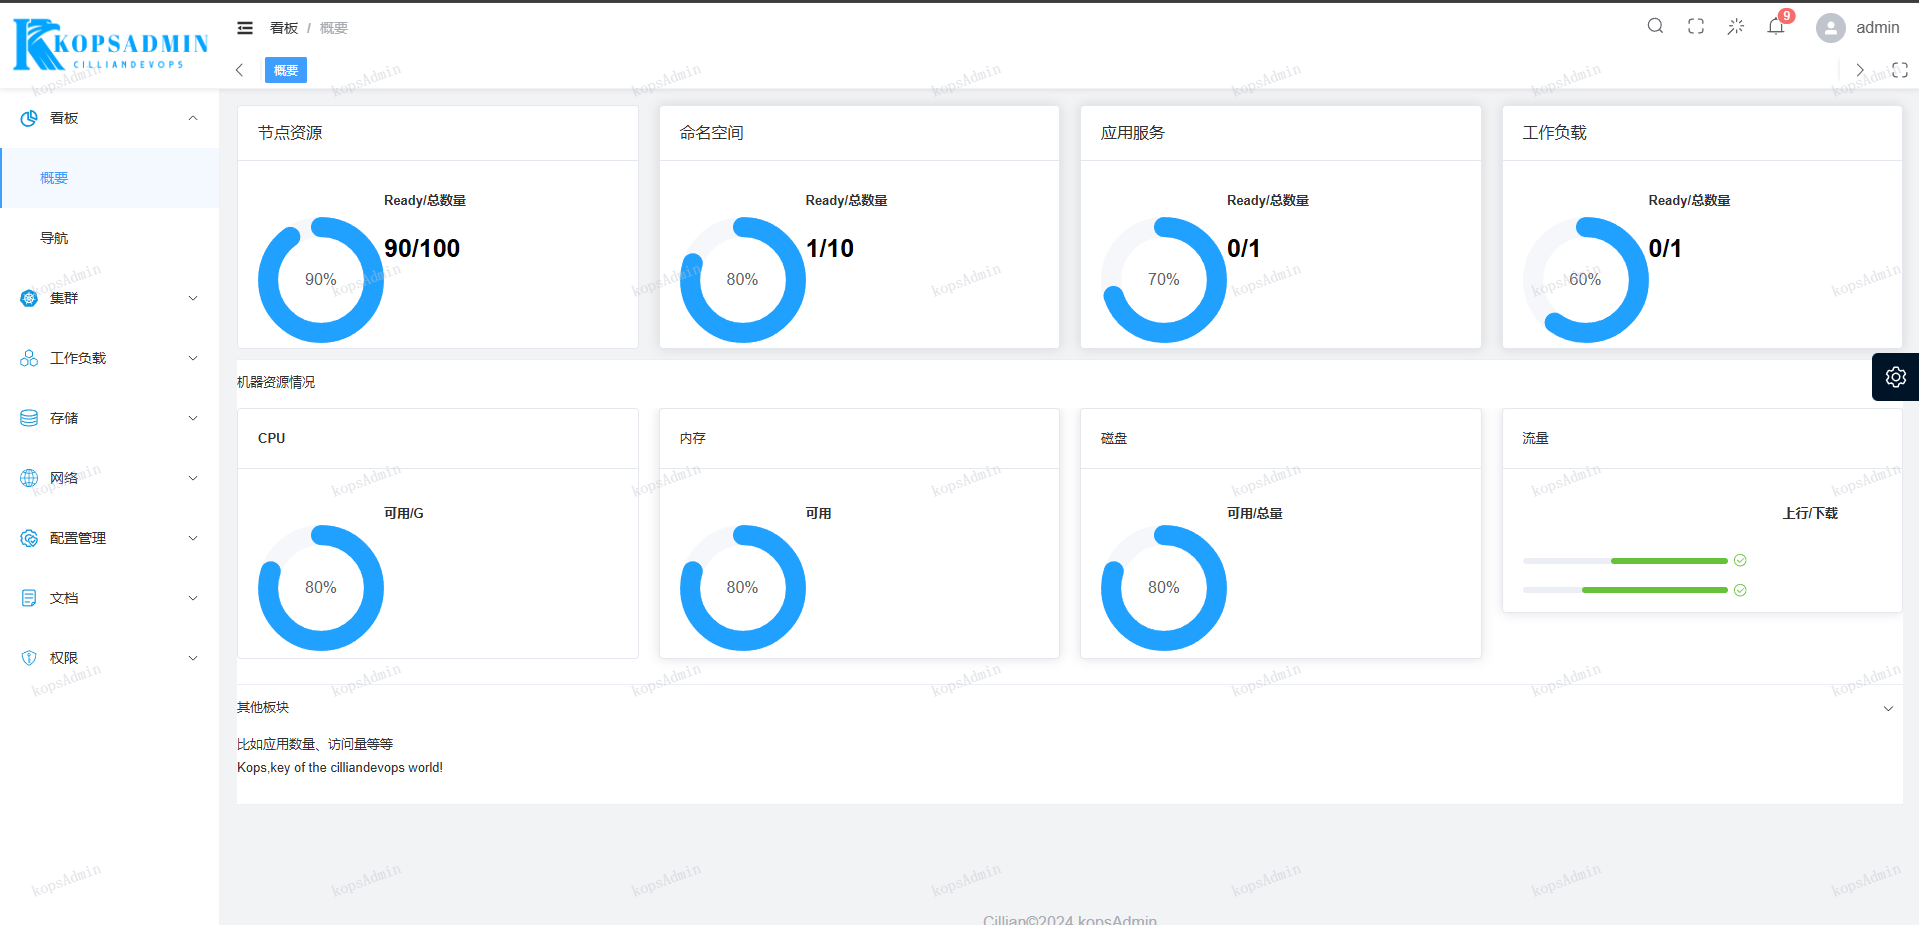 KOPSADMIN
CILLIANDEVOPS
看板 / 概要
9
admin
概要
看板
概要
导航
集群
工作负载
存储
网络
配置管理
文档
权限
节点资源
Ready/总数量
90/100
90%
命名空间
Ready/总数量
1/10
80%
应用服务
Ready/总数量
0/1
70%
工作负载
Ready/总数量
0/1
60%
机器资源情况
CPU
可用/G
80%
内存
可用
80%
磁盘
可用/总量
80%
流量
上行/下载
其他板块
比如应用数量、访问量等等
Kops,key of the cilliandevops world!
Cillian©2024 kopsAdmin
kopsAdmin